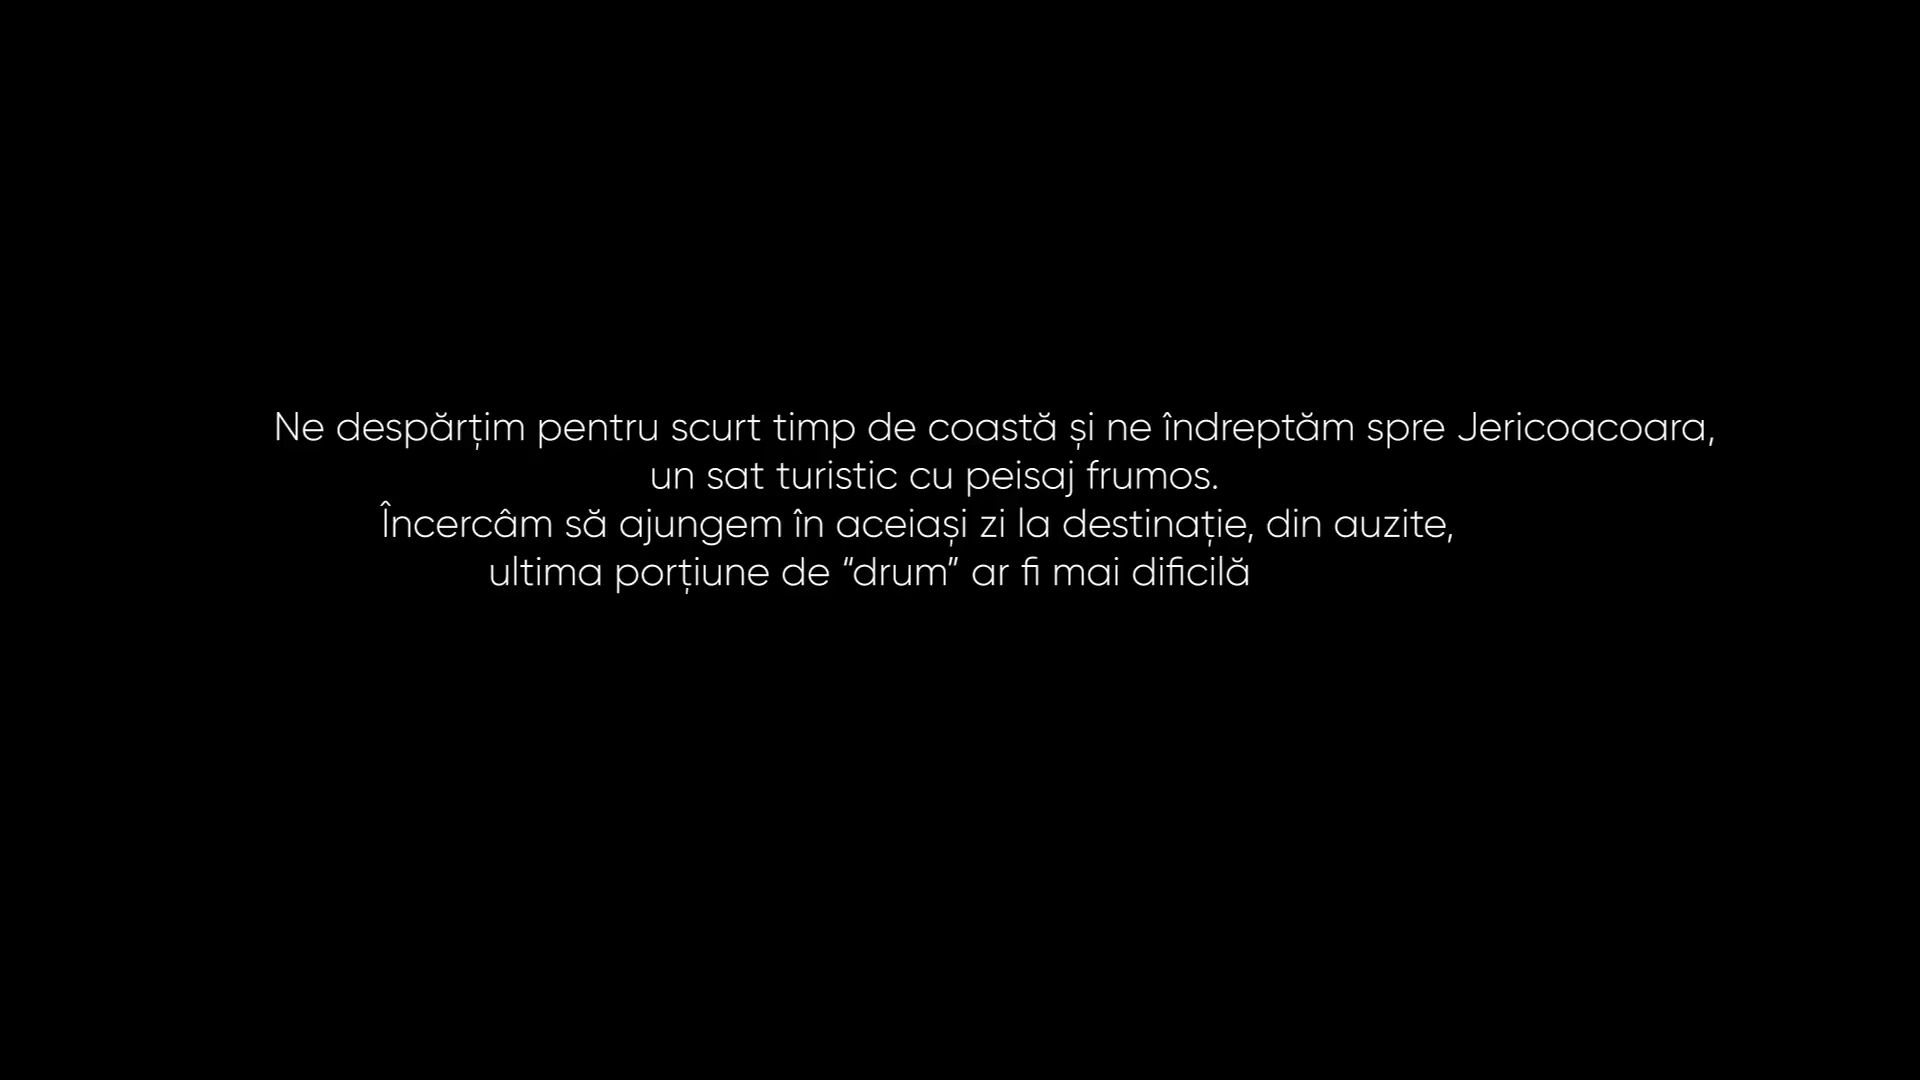 Ne despărțim pentru scurt timp de coastă și ne îndreptăm spre Jericoacoara,
un sat turistic cu peisaj frumos.
Încercâm să ajungem în aceiași zi la destinație, din auzite,
ultima porțiune de “drum” ar fi mai dificilă